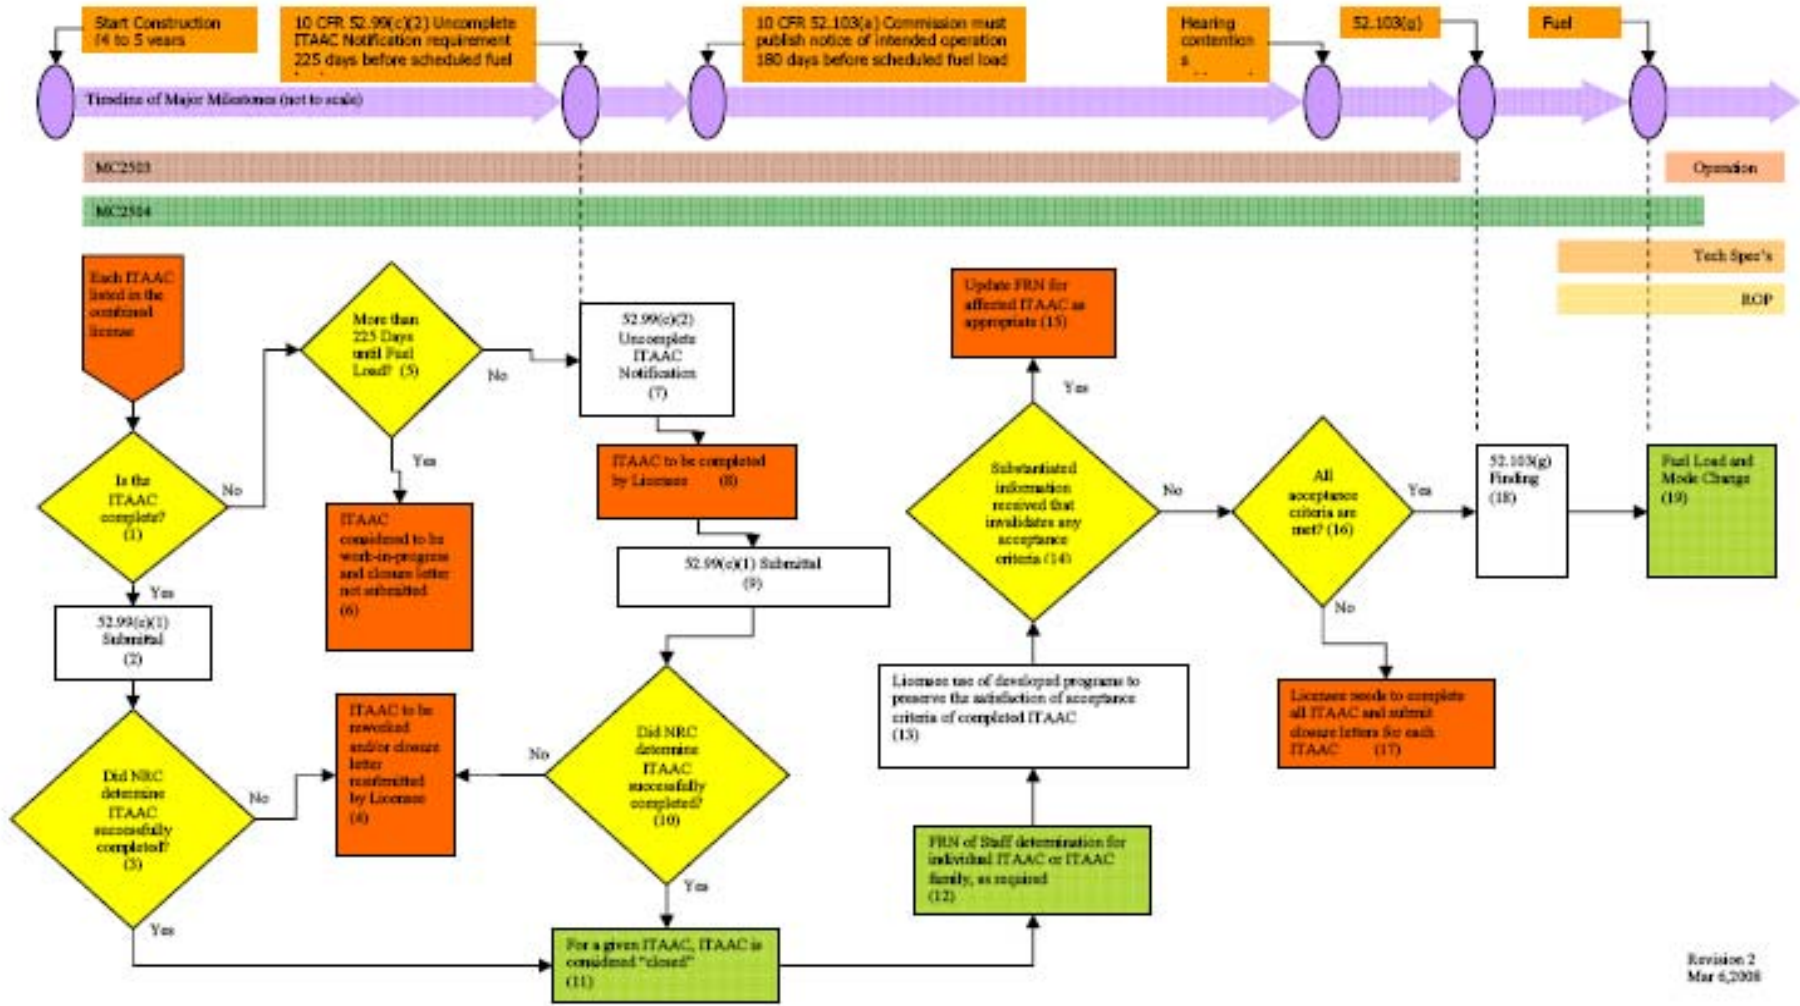 Start Construction
(4 to 5 years
10 CFR 52.99(c)(2) Uncomplete
ITAAC Notification requirement
225 days before scheduled fuel
10 CFR 52.103(a) Commission must
publish notice of intended operation
180 days before scheduled fuel load
Hearing
contention
s
52.103(g)
Fuel
Timeline of Major Milestones (not to scale)
MC2503
Operation
MC2504
Tech Spec's
ROP
Each ITAAC
listed in the
combined
license
Is the
ITAAC
complete?
(1)
No
Yes
52.99(c)(1)
Submittal
(2)
Did NRC
determine
ITAAC
successfully
completed?
(3)
No
Yes
More than
225 Days
until Fuel
Load? (5)
No
Yes
ITAAC
considered to be
work-in-progress
and closure letter
not submitted
(6)
ITAAC to be
reworked
and/or closure
letter
resubmitted
by Licensee
(4)
52.99(c)(2)
Uncomplete
ITAAC
Notification
(7)
ITAAC to be completed
by Licensee (8)
52.99(c)(1) Submittal
(9)
Did NRC
determine
ITAAC
successfully
completed?
(10)
No
Yes
For a given ITAAC, ITAAC is
considered "closed"
(11)
FRN of Staff determination for
individual ITAAC or ITAAC
family, as required
(12)
Licensee use of developed programs to
preserve the satisfaction of acceptance
criteria of completed ITAAC
(13)
Substantiated
information
received that
invalidates any
acceptance
criteria (14)
Yes
No
Update FRN for
affected ITAAC as
appropriate (15)
All
acceptance
criteria are
met? (16)
Yes
No
Licensee needs to complete
all ITAAC and submit
closure letters for each
ITAAC (17)
52.103(g)
Finding
(18)
Fuel Load and
Mode Change
(19)
Revision 2
Mar 6,2008